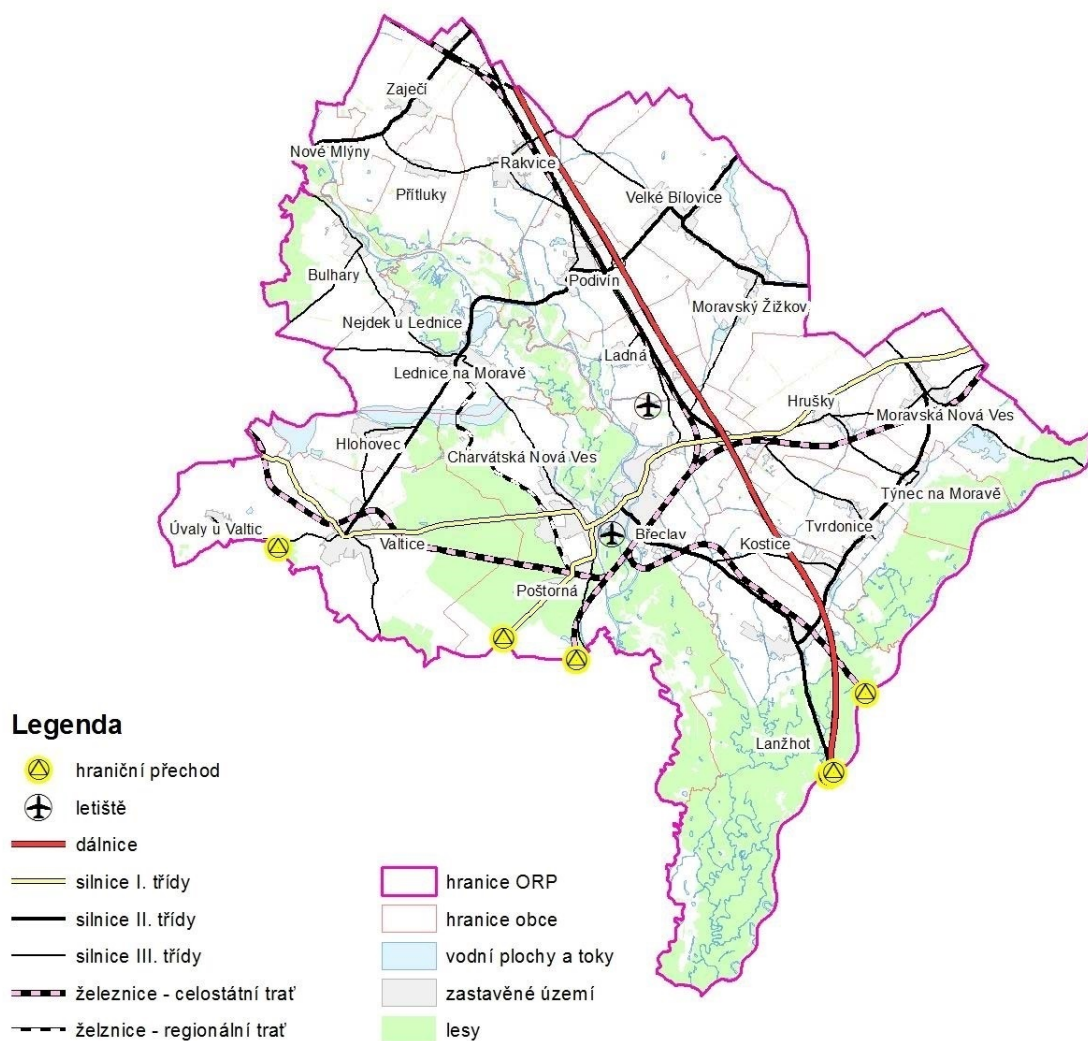 Zaječí
Nové Mlýny
Rakvice
Přítluky
Velké Bílovice
Bulhary
Podivín
Moravský Žižkov
Nejdek u Lednice
Ladná
Lednice na Moravě
Hrušky
Moravská Nová Ves
Hlohovec
Charvátská Nová Ves
Týnec na Moravě
Úvaly u Valtic
Valtice
Břeclav
Kostice
Tvrdonice
Poštorná
Lanžhot
Legenda
hraniční přechod
letiště
dálnice
silnice I. třídy
silnice II. třídy
silnice III. třídy
železnice - celostátní trať
želznice - regionální trať
hranice ORP
hranice obce
vodní plochy a toky
zastavěné území
lesy